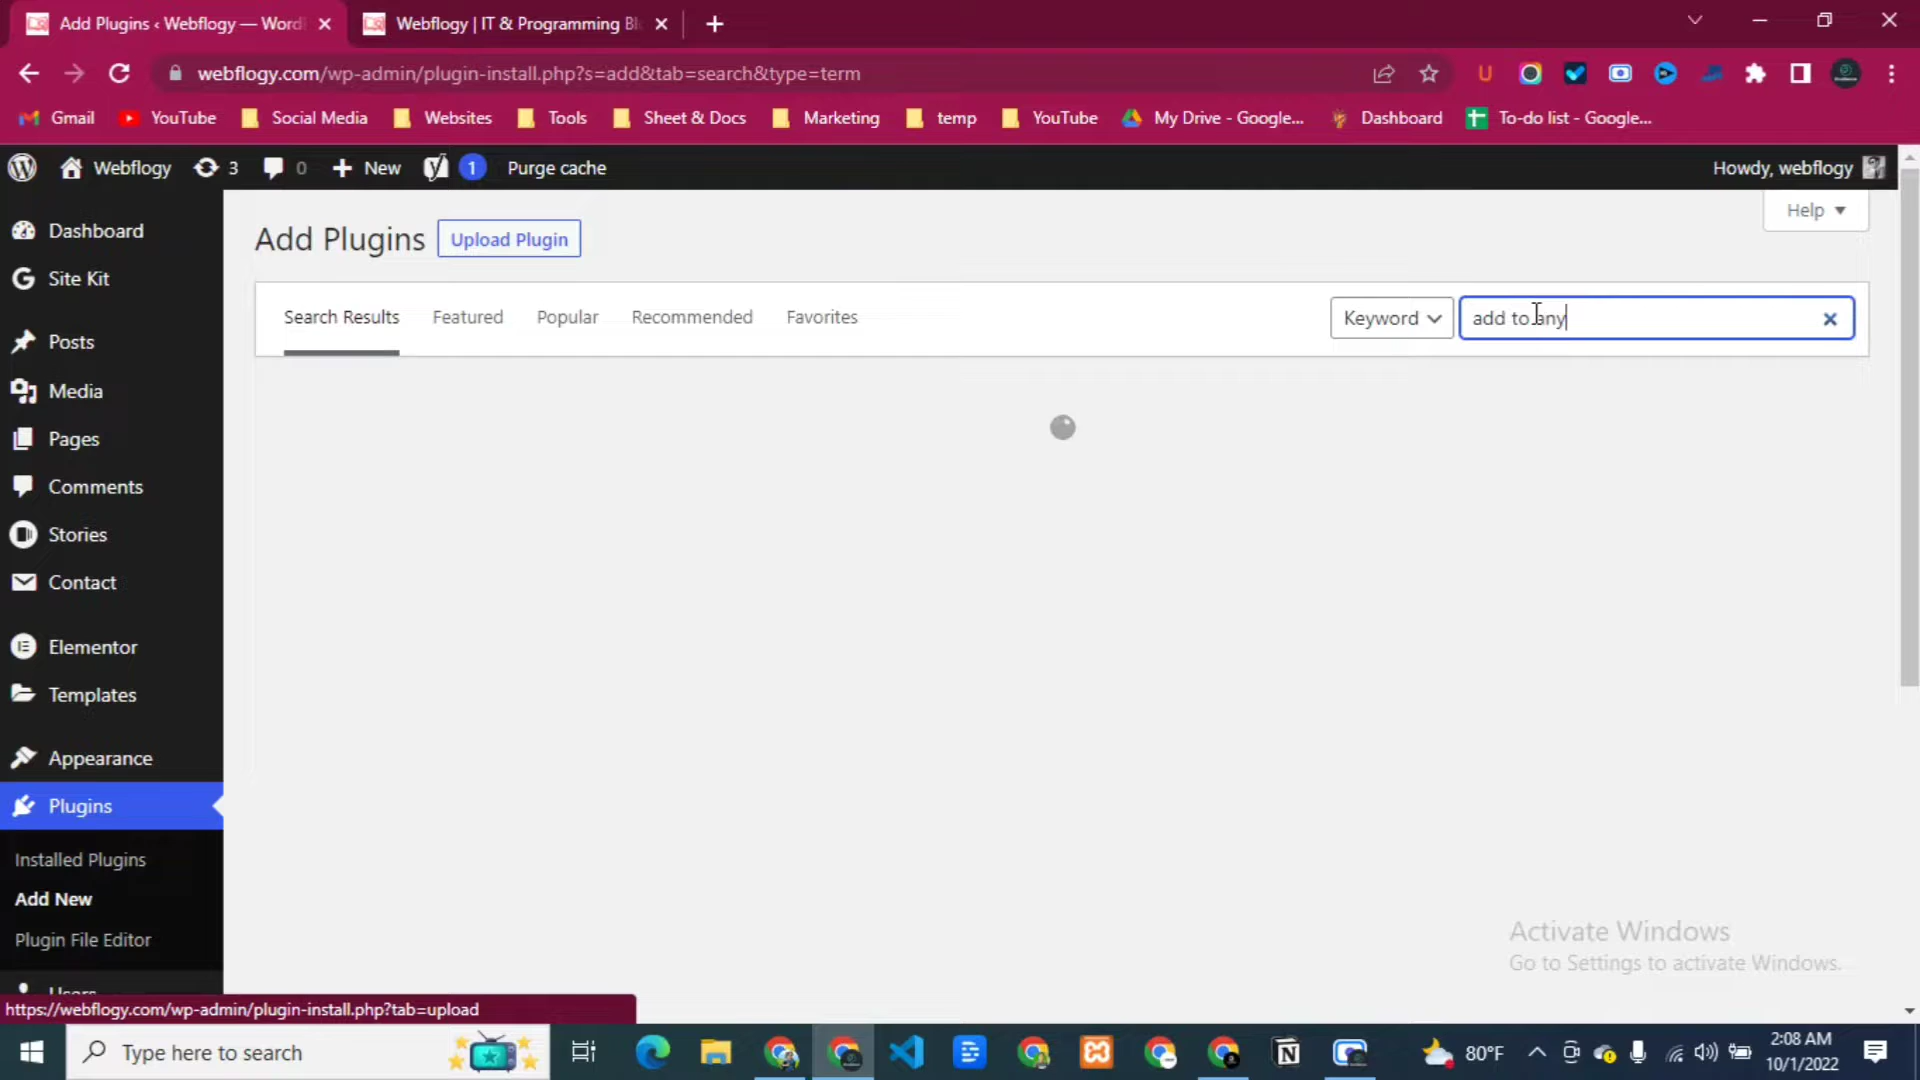 Add Plugins ‹ Webflogy — Word
Webflogy | IT & Programming Bl
webflogy.com/wp-admin/plugin-install.php?s=add&tab=search&type=term
Gmail
YouTube
Social Media
Websites
Tools
Sheet & Docs
Marketing
temp
YouTube
My Drive - Google...
Dashboard
To-do list - Google...
Webflogy
3
0
New
1
Purge cache
Howdy, webflogy
Help
Add Plugins
Upload Plugin
Search Results
Featured
Popular
Recommended
Favorites
Keyword
add to any
Dashboard
Site Kit
Posts
Media
Pages
Comments
Stories
Contact
Elementor
Templates
Appearance
Plugins
Installed Plugins
Add New
Plugin File Editor
Activate Windows
Go to Settings to activate Windows.
https://webflogy.com/wp-admin/plugin-install.php?tab=upload
Type here to search
80°F
2:08 AM
10/1/2022